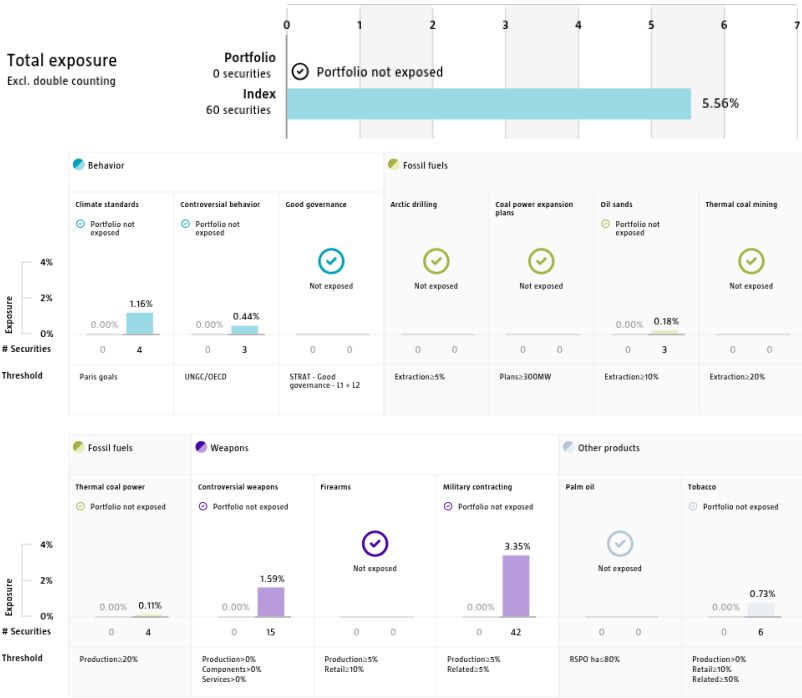 0 1 2 3 4 5 6 7
Total exposure
Excl. double counting
Portfolio
0 securities
Portfolio not exposed
Index
60 securities
5.56%
Behavior
Fossil fuels
Climate standards
Controversial behavior
Good governance
Arctic drilling
Coal power expansion
plans
Oil sands
Thermal coal mining
Portfolio not
exposed
Portfolio not
exposed
Portfolio not
exposed
Not exposed
Not exposed
Not exposed
Not exposed
Exposure
4%
2%
0%
0.00% 1.16%
0.00% 0.44%
0.00% 0.18%
# Securities 0 4 0 3 0 0 0 0 0 0 0 3 0 0
Threshold
Paris goals
UNGC/OECD
STRAT - Good
governance - L1 + L2
Extraction≥5%
Plans≥300MW
Extraction≥10%
Extraction≥20%
Fossil fuels
Weapons
Other products
Thermal coal power
Controversial weapons
Firearms
Military contracting
Palm oil
Tobacco
Portfolio not exposed
Portfolio not exposed
Portfolio not exposed
Portfolio not exposed
Not exposed
Not exposed
Exposure
4%
2%
0%
0.00% 0.11%
0.00% 1.59%
0.00% 3.35%
0.00% 0.73%
# Securities 0 4 0 15 0 0 0 42 0 0 0 6
Threshold
Production≥20%
Production>0%
Components>0%
Services>0%
Production≥5%
Retail≥10%
Production≥5%
Related≥5%
RSPO ha≤80%
Production>0%
Retail≥10%
Related≥50%